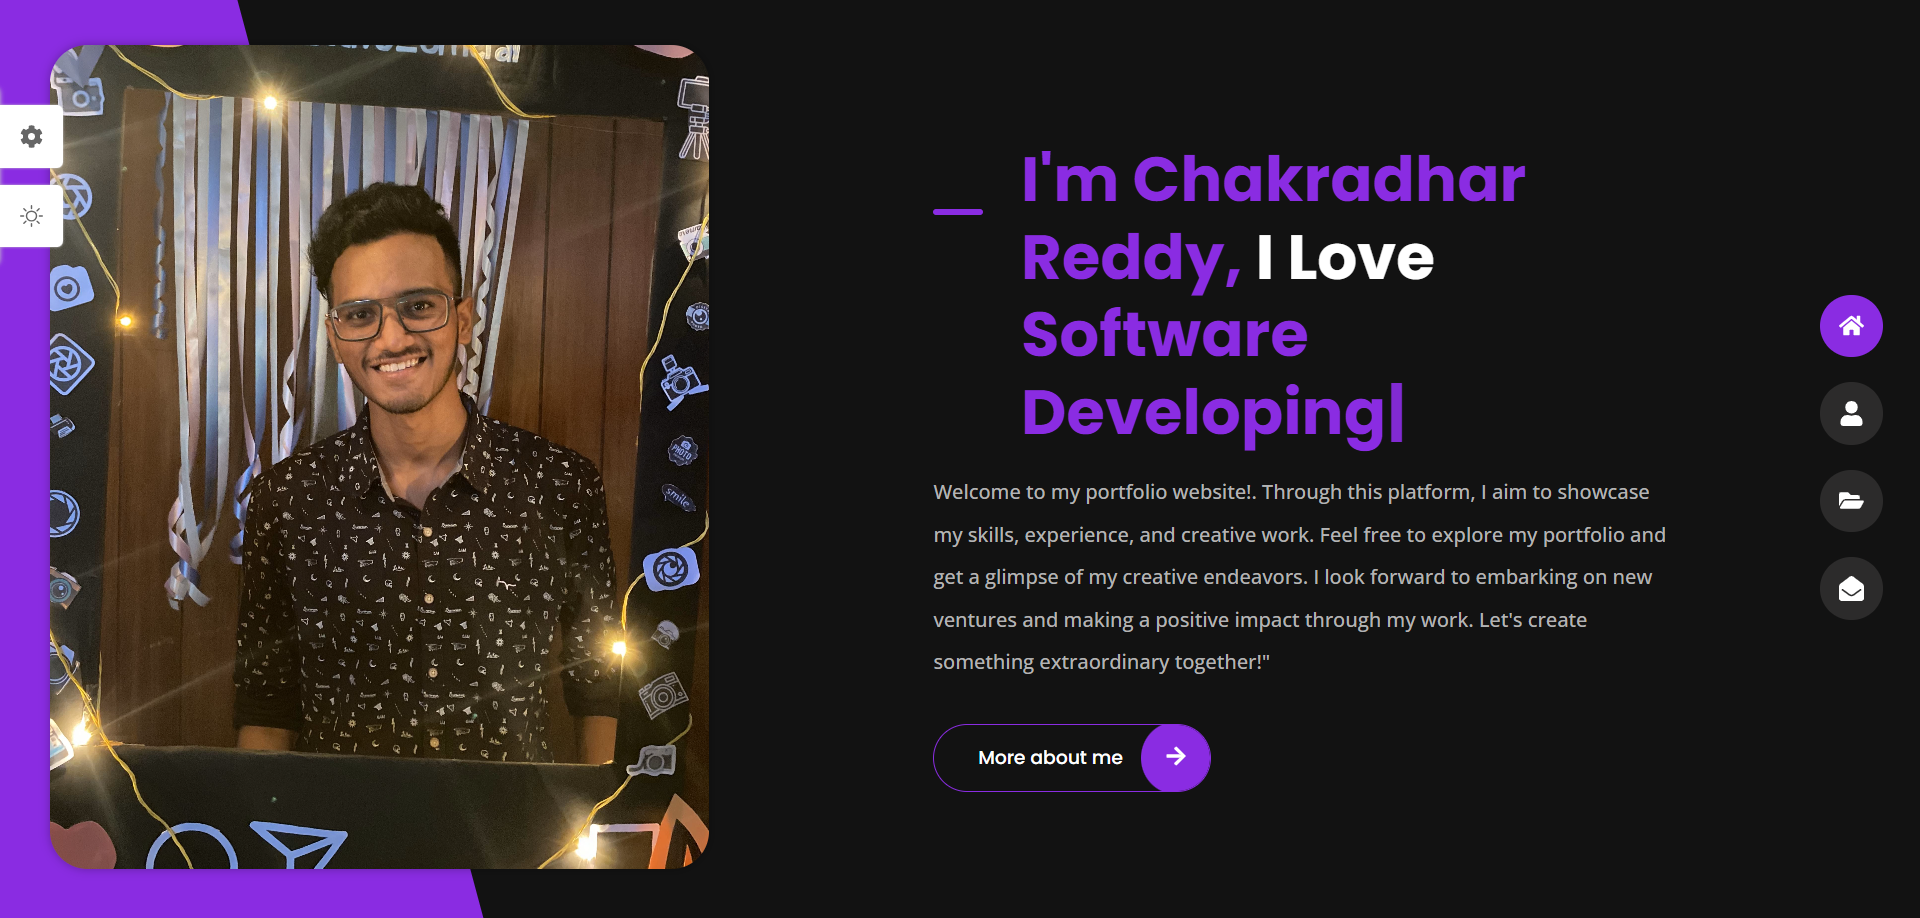 I'm Chakradhar
Reddy, I Love
Software
Developing|
Welcome to my portfolio website!. Through this platform, I aim to showcase
my skills, experience, and creative work. Feel free to explore my portfolio and
get a glimpse of my creative endeavors. I look forward to embarking on new
ventures and making a positive impact through my work. Let's create
something extraordinary together!"
More about me
PHOTO
smile